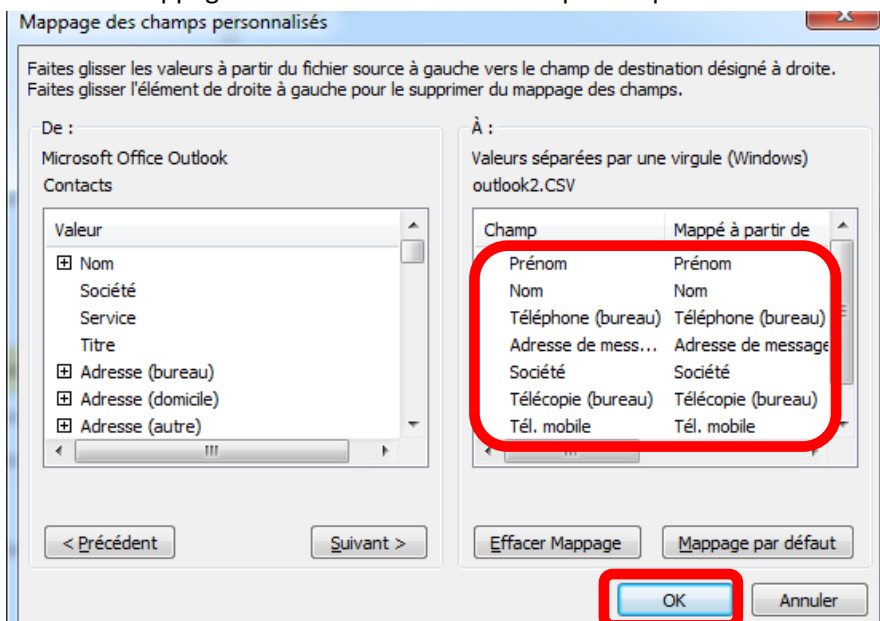 Mappage des champs personnalisés
Faites glisser les valeurs à partir du fichier source à gauche vers le champ de destination désigné à droite.
Faites glisser l'élément de droite à gauche pour le supprimer du mappage des champs.
De :
Microsoft Office Outlook
Contacts
Valeur
Nom
Société
Service
Titre
Adresse (bureau)
Adresse (domicile)
Adresse (autre)
< Précédent
Suivant >
À :
Valeurs séparées par une virgule (Windows)
outlook2.CSV
Champ Mappé à partir de
Prénom Prénom
Nom Nom
Téléphone (bureau) Téléphone (bureau)
Adresse de mess... Adresse de message
Société Société
Télécopie (bureau) Télécopie (bureau)
Tél. mobile Tél. mobile
Effacer Mappage
Mappage par défaut
OK
Annuler